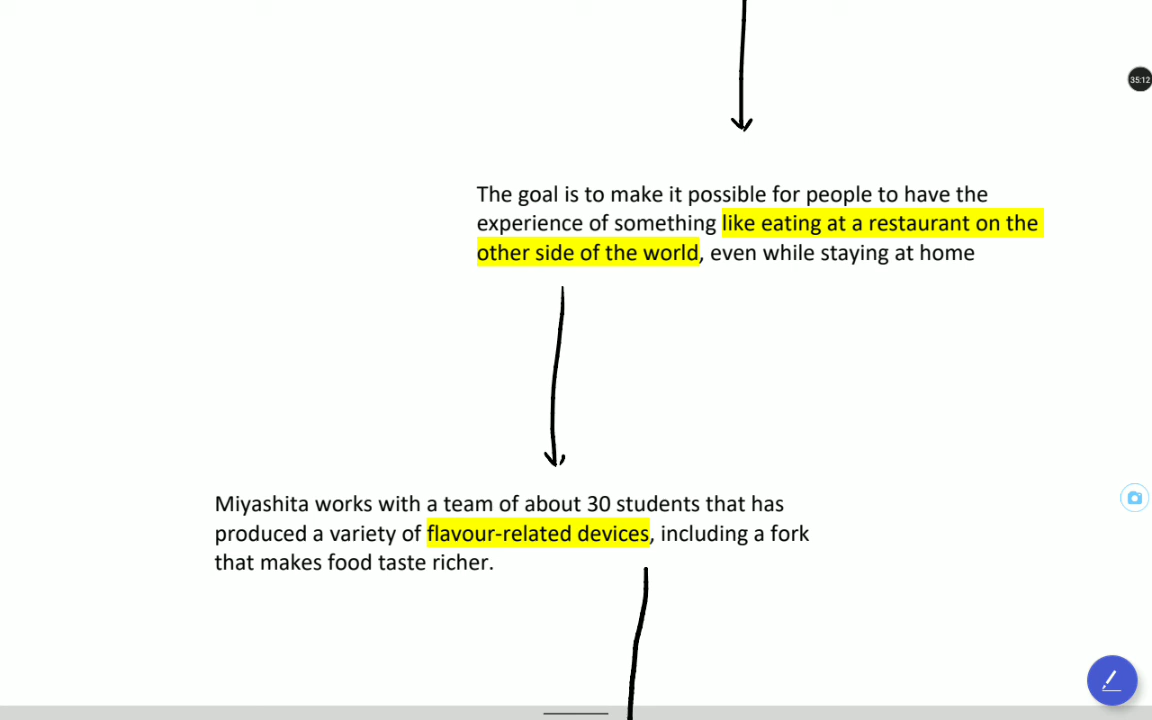 35:12
The goal is to make it possible for people to have the
experience of something like eating at a restaurant on the
other side of the world, even while staying at home
Miyashita works with a team of about 30 students that has
produced a variety of flavour-related devices, including a fork
that makes food taste richer.